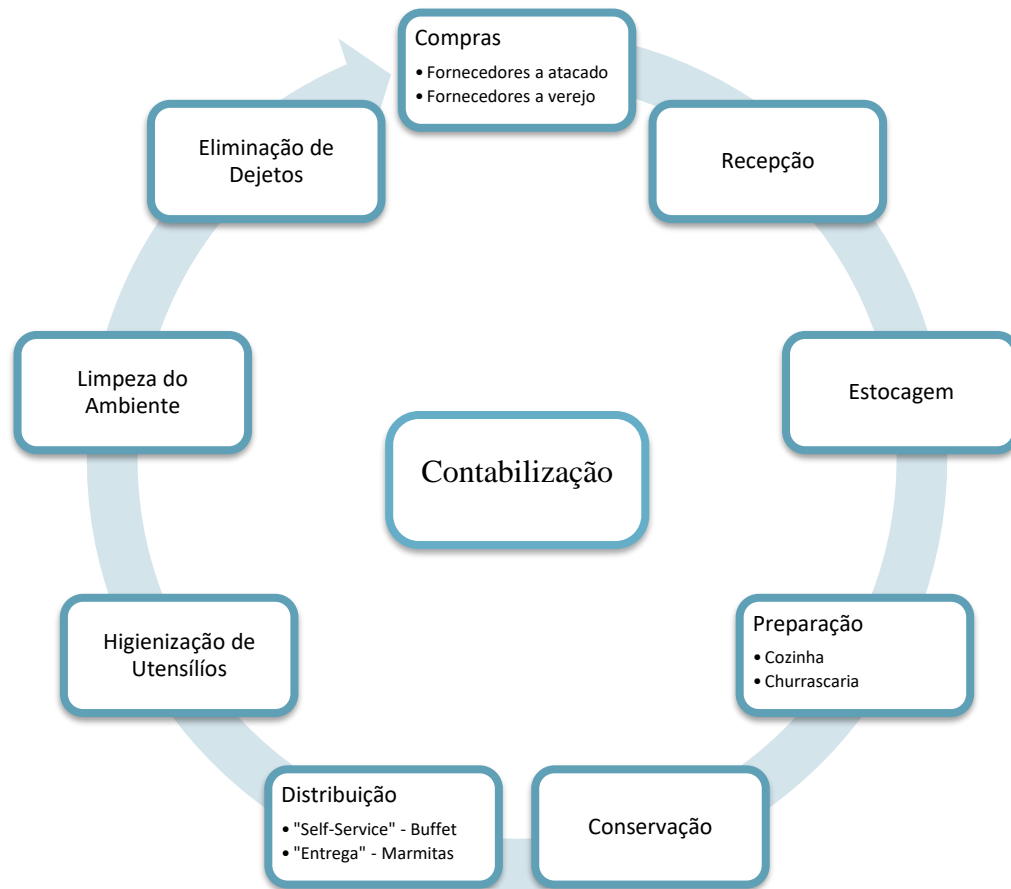 Compras
• Fornecedores a atacado
• Fornecedores a verejo
Recepção
Estocagem
Preparação
• Cozinha
• Churrascaria
Conservação
Distribuição
• "Self-Service" - Buffet
• "Entrega" - Marmitas
Higienização de
Utensílíos
Limpeza do
Ambiente
Eliminação de
Dejetos
Contabilização